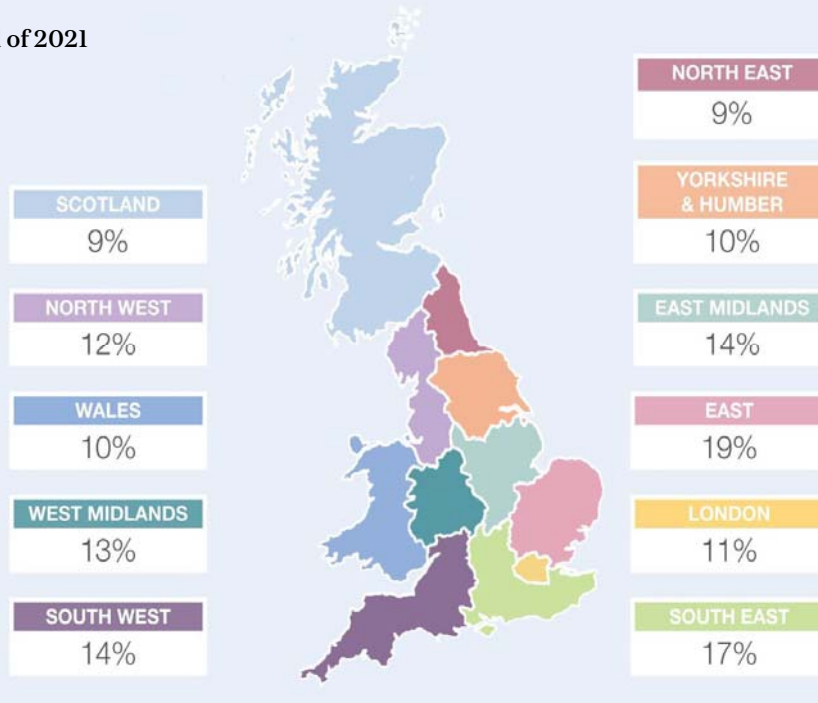 of 2021
SCOTLAND
9%
NORTH WEST
12%
WALES
10%
WEST MIDLANDS
13%
SOUTH WEST
14%
NORTH EAST
9%
YORKSHIRE
& HUMBER
10%
EAST MIDLANDS
14%
EAST
19%
LONDON
11%
SOUTH EAST
17%